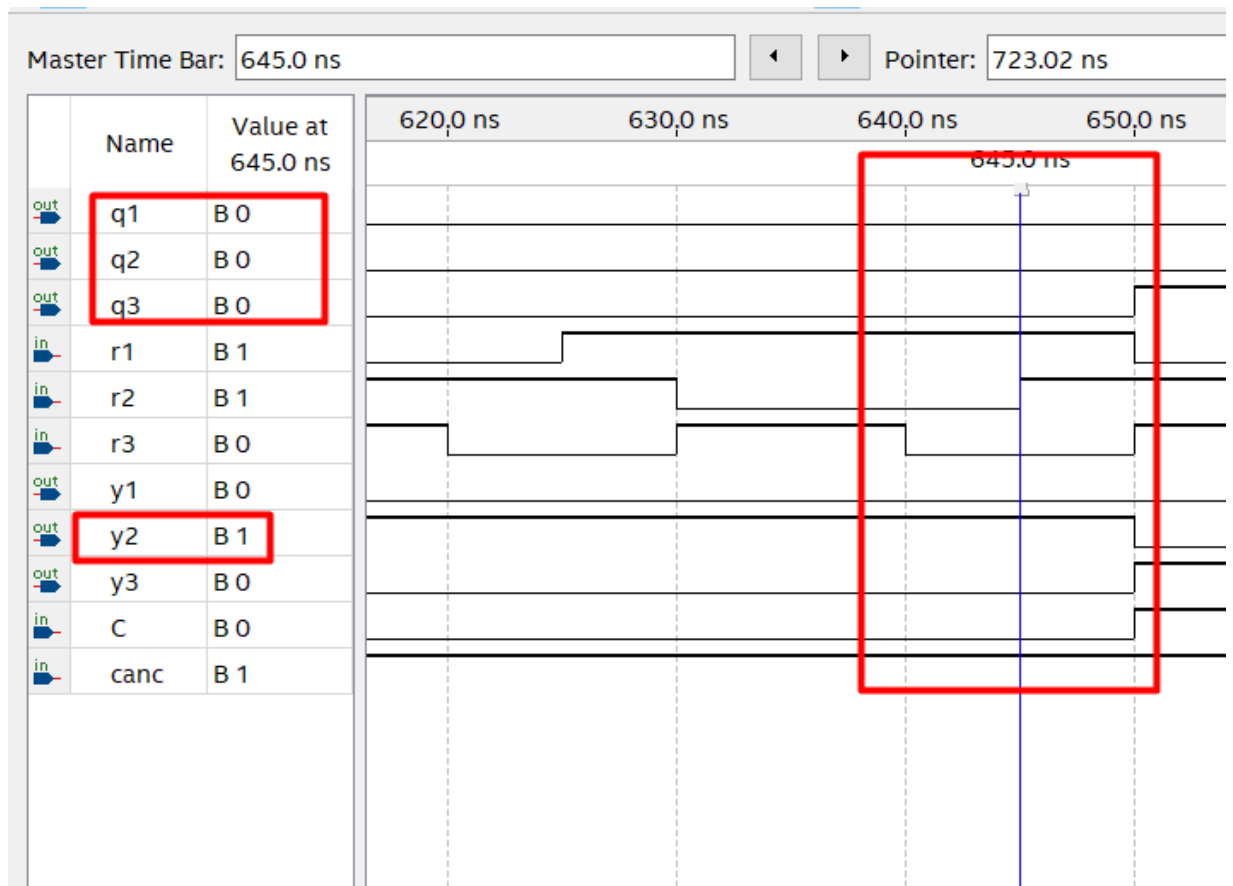 Master Time Bar: 645.0 ns Pointer: 723.02 ns
Name Value at 645.0 ns 620,0 ns 630,0 ns 640,0 ns 650,0 ns
645.0 ns
out q1 B 0
out q2 B 0
out q3 B 0
in r1 B 1
in r2 B 1
in r3 B 0
out y1 B 0
out y2 B 1
out y3 B 0
in C B 0
in canc B 1